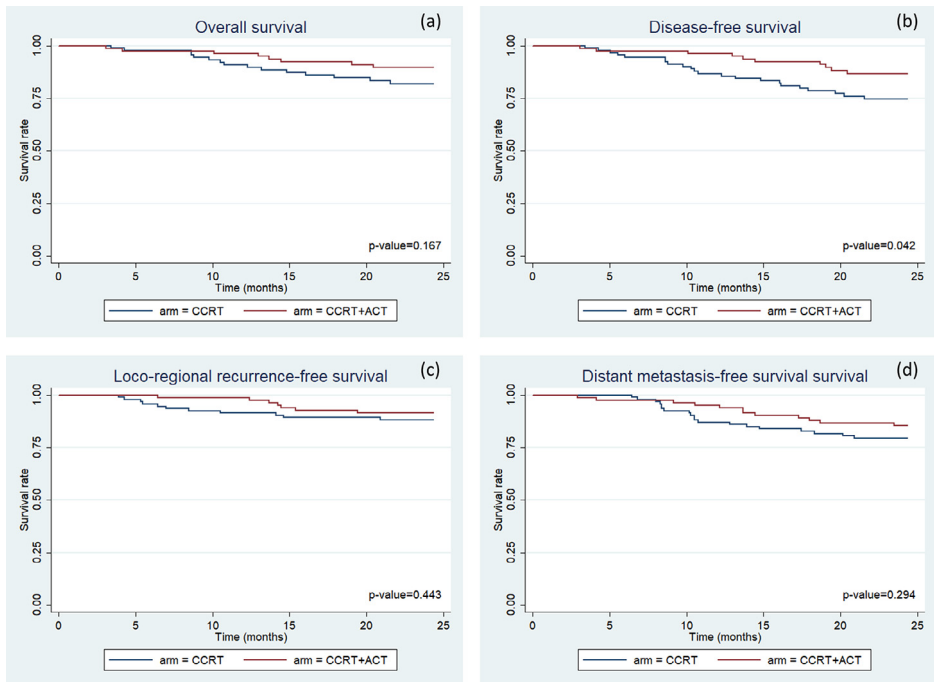 Overall survival (a)
1.00
0.75
0.50
0.25
0.00
Survival rate
p-value=0.167
0 5 10 15 20 25
Time (months)
arm = CCRT arm = CCRT+ACT
Disease-free survival (b)
1.00
0.75
0.50
0.25
0.00
Survival rate
p-value=0.042
0 5 10 15 20 25
Time (months)
arm = CCRT arm = CCRT+ACT
Loco-regional recurrence-free survival (c)
1.00
0.75
0.50
0.25
0.00
Survival rate
p-value=0.443
0 5 10 15 20 25
Time (months)
arm = CCRT arm = CCRT+ACT
Distant metastasis-free survival survival (d)
1.00
0.75
0.50
0.25
0.00
Survival rate
p-value=0.294
0 5 10 15 20 25
Time (months)
arm = CCRT arm = CCRT+ACT